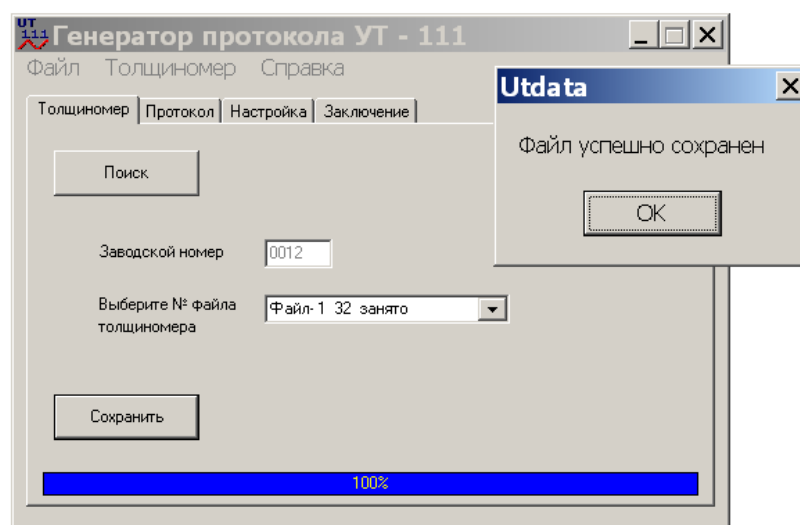 UT
111
Генератор протокола УТ - 111
Файл Толщиномер Справка
Utdata
Толщиномер Протокол Настройка Заключение
Файл успешно сохранен
Поиск
OK
Заводской номер 0012
Выберите № файла
толщиномера
Файл-1 32 занято
Сохранить
100%